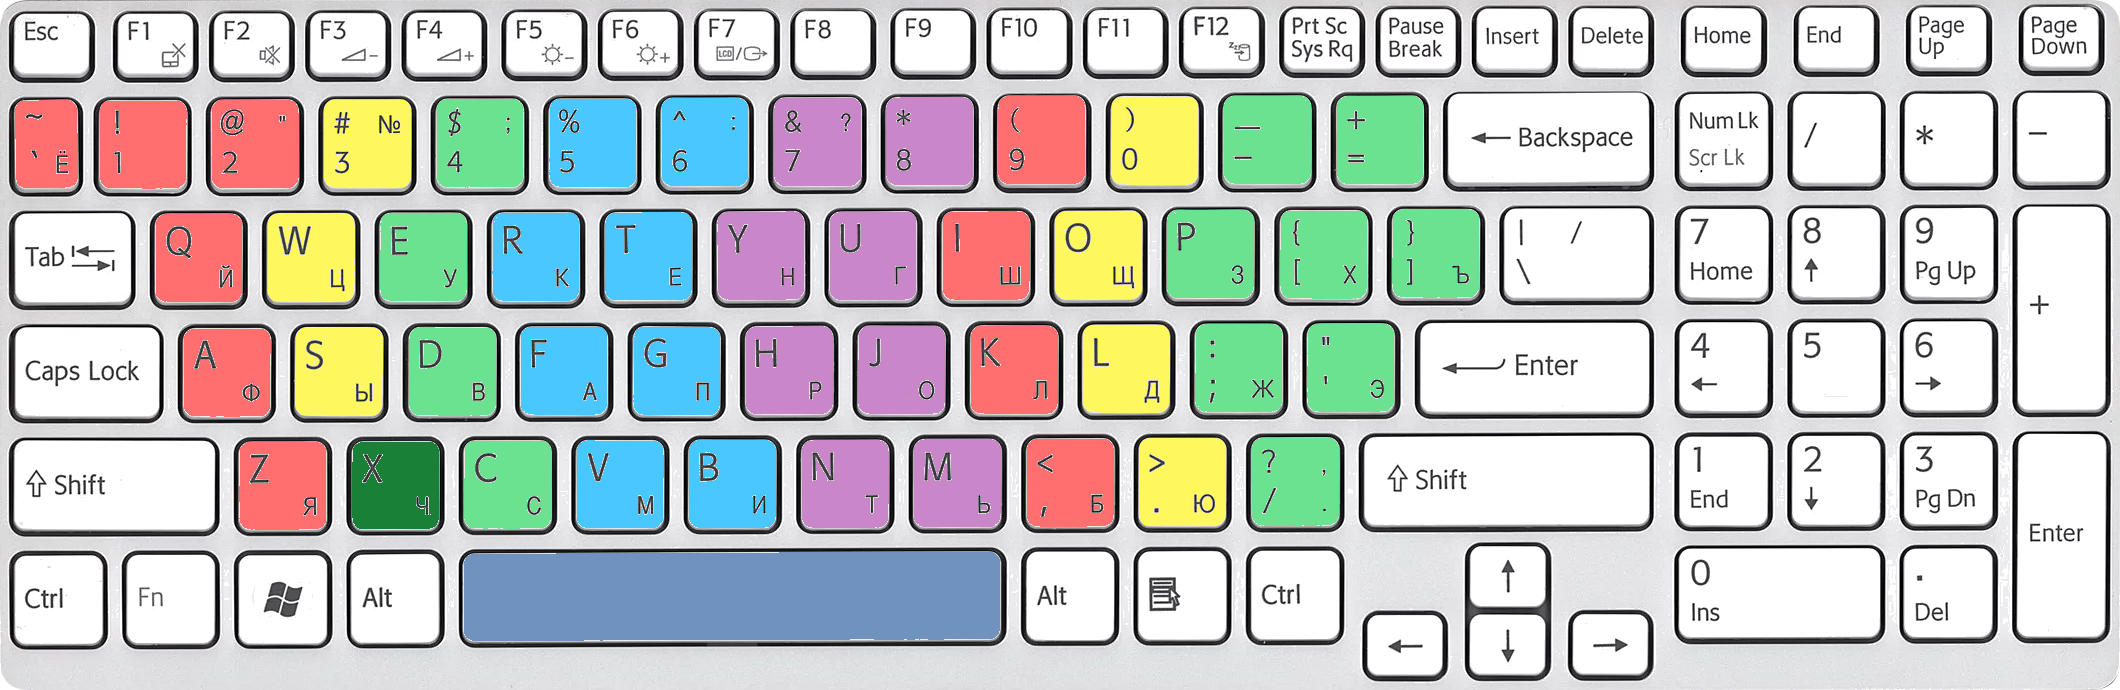 Esc F1 F2 F3 F4 F5 F6 F7 F8 F9 F10 F11 F12 Prt Sc Sys Rq Pause Break Insert Delete Home End Page Up Page Down
~ ` Ё ! 1 @ " 2 # № 3 $ ; 4 % 5 ^ : 6 & ? 7 * 8 ( 9 ) 0 — – + = ← Backspace Num Lk Scr Lk / * −
Tab Q Й W Ц E У R К T Е Y Н U Г I Ш O Щ P З { [ Х } ] Ъ | / \ 7 Home 8 ↑ 9 Pg Up +
Caps Lock A Ф S Ы D В F А G П H Р J О K Л L Д : ; Ж " ' Э Enter 4 ← 5 6 →
⇧ Shift Z Я X Ч C С V М B И N Т M Ь < , Б > . Ю ? , / . ⇧ Shift 1 End 2 ↓ 3 Pg Dn Enter
Ctrl Fn Alt Alt Ctrl ← ↑ ↓ → 0 Ins . Del